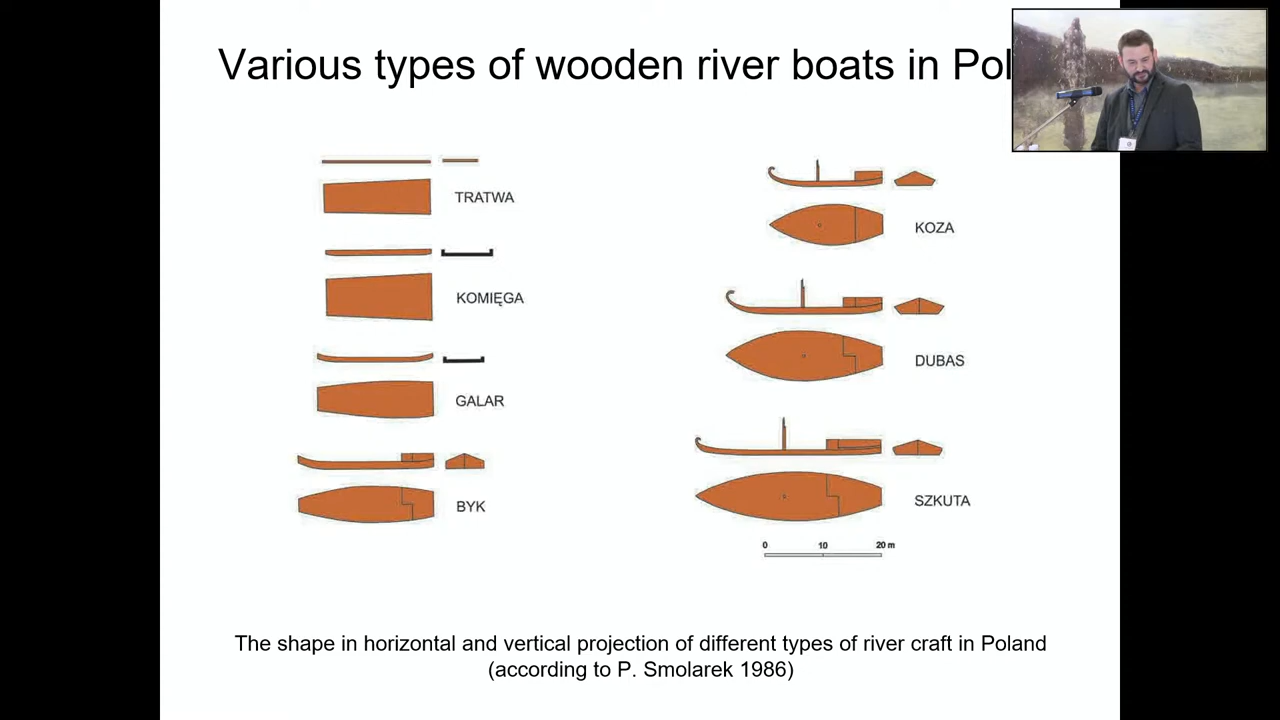 Various types of wooden river boats in Pol
TRATWA
KOMIĘGA
GALAR
BYK
KOZA
DUBAS
SZKUTA
0 10 20 m
The shape in horizontal and vertical projection of different types of river craft in Poland
(according to P. Smolarek 1986)